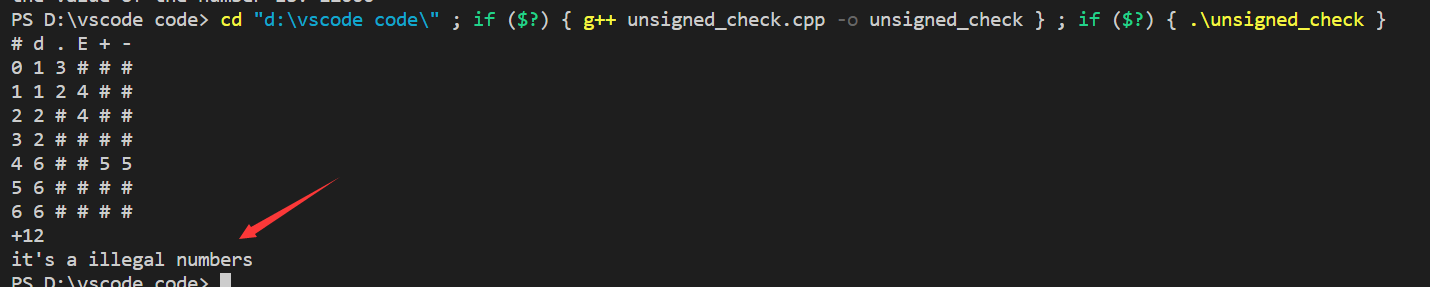 PS D:\vscode code> cd "d:\vscode code\" ; if ($?) { g++ unsigned_check.cpp -o unsigned_check } ; if ($?) { .\unsigned_check }
# d . E + -
0 1 3 # # #
1 1 2 4 # #
2 2 # 4 # #
3 2 # # # #
4 6 # # 5 5
5 6 # # # #
6 6 # # # #
+12
it's a illegal numbers
PS D:\vscode code>